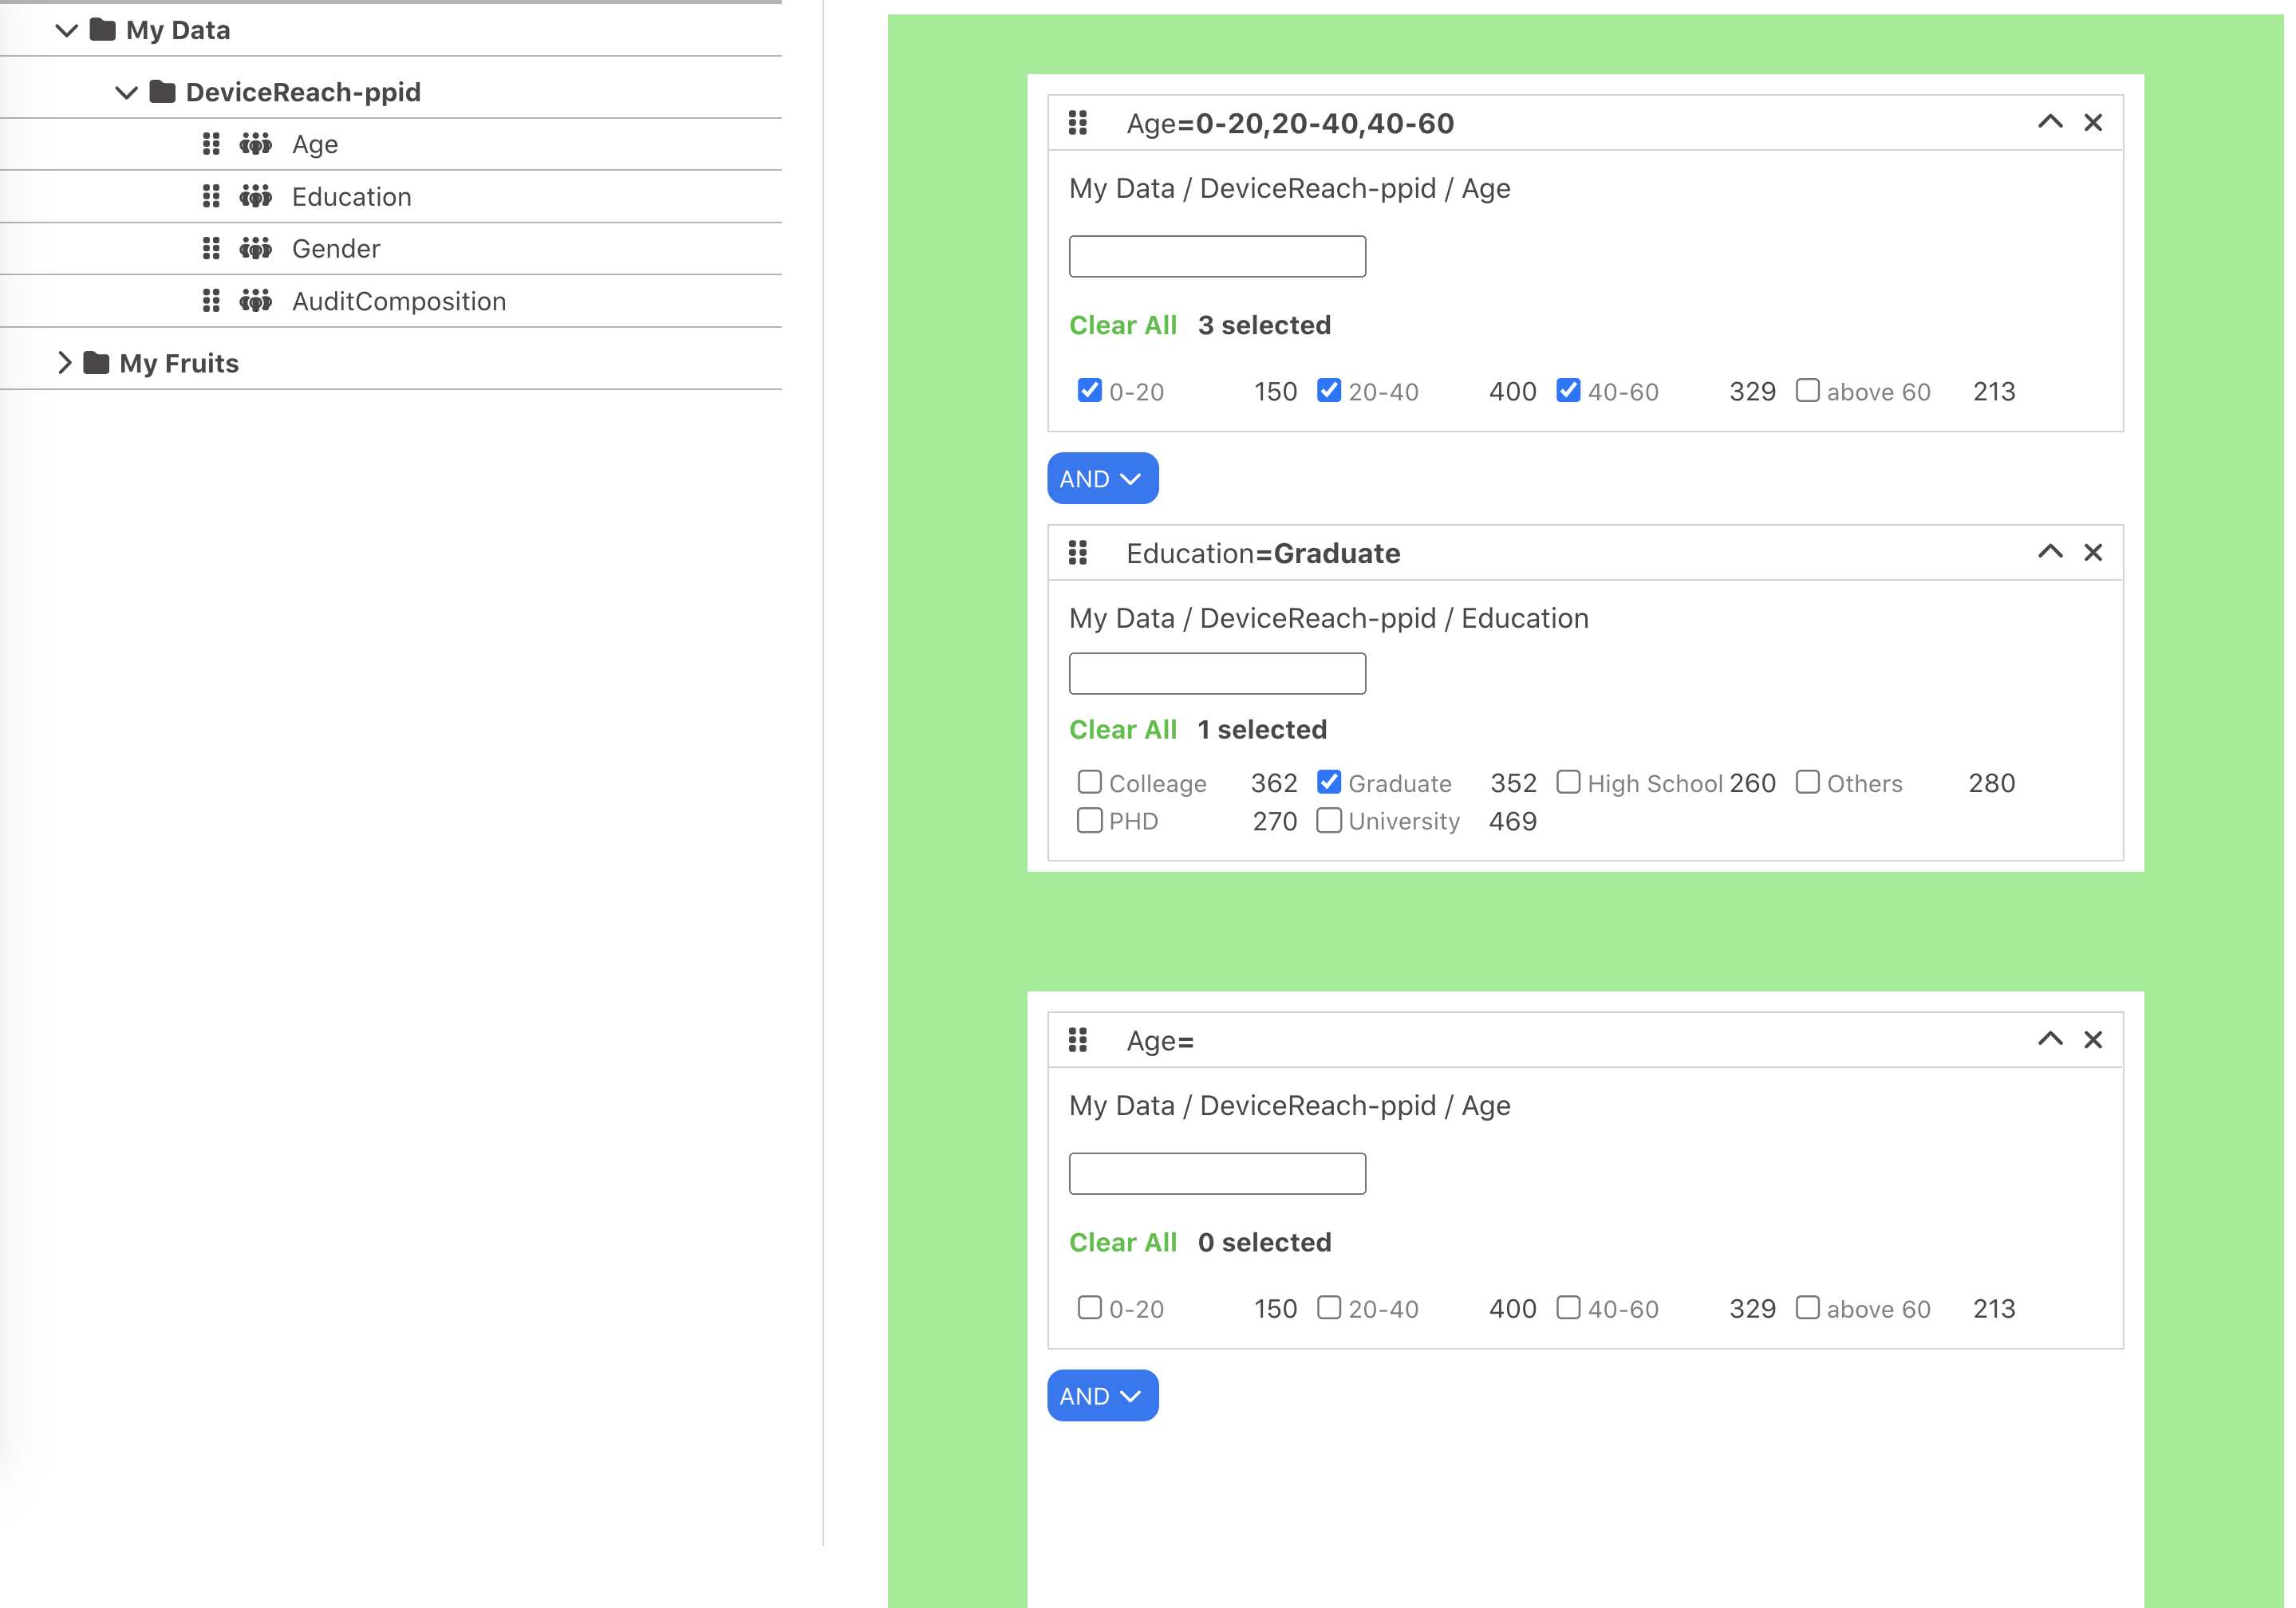 My Data
DeviceReach-ppid
Age
Education
Gender
AuditComposition
My Fruits
Age=0-20,20-40,40-60
My Data / DeviceReach-ppid / Age
Clear All 3 selected
0-20 150 20-40 400 40-60 329 above 60 213
AND
Education=Graduate
My Data / DeviceReach-ppid / Education
Clear All 1 selected
Colleage 362 Graduate 352 High School 260 Others 280
PHD 270 University 469
Age=
My Data / DeviceReach-ppid / Age
Clear All 0 selected
0-20 150 20-40 400 40-60 329 above 60 213
AND